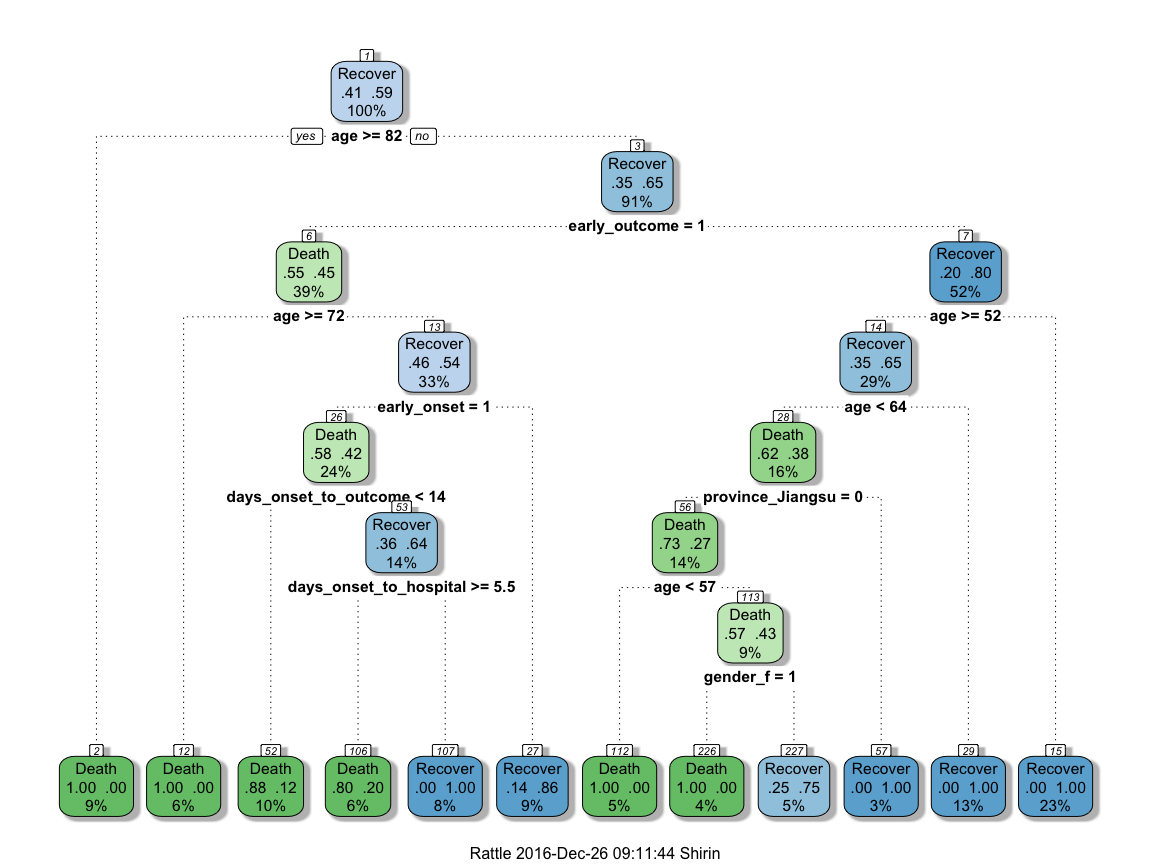 1
Recover
.41 .59
100%
yes age >= 82 no
3
Recover
.35 .65
91%
early_outcome = 1
6
Death
.55 .45
39%
7
Recover
.20 .80
52%
age >= 72
age >= 52
13
Recover
.46 .54
33%
14
Recover
.35 .65
29%
early_onset = 1
age < 64
26
Death
.58 .42
24%
28
Death
.62 .38
16%
days_onset_to_outcome < 14
province_Jiangsu = 0
53
Recover
.36 .64
14%
56
Death
.73 .27
14%
days_onset_to_hospital >= 5.5
age < 57
113
Death
.57 .43
9%
gender_f = 1
2
Death
1.00 .00
9%
12
Death
1.00 .00
6%
52
Death
.88 .12
10%
106
Death
.80 .20
6%
107
Recover
.00 1.00
8%
27
Recover
.14 .86
9%
112
Death
1.00 .00
5%
226
Death
1.00 .00
4%
227
Recover
.25 .75
5%
57
Recover
.00 1.00
3%
29
Recover
.00 1.00
13%
15
Recover
.00 1.00
23%
Rattle 2016-Dec-26 09:11:44 Shirin